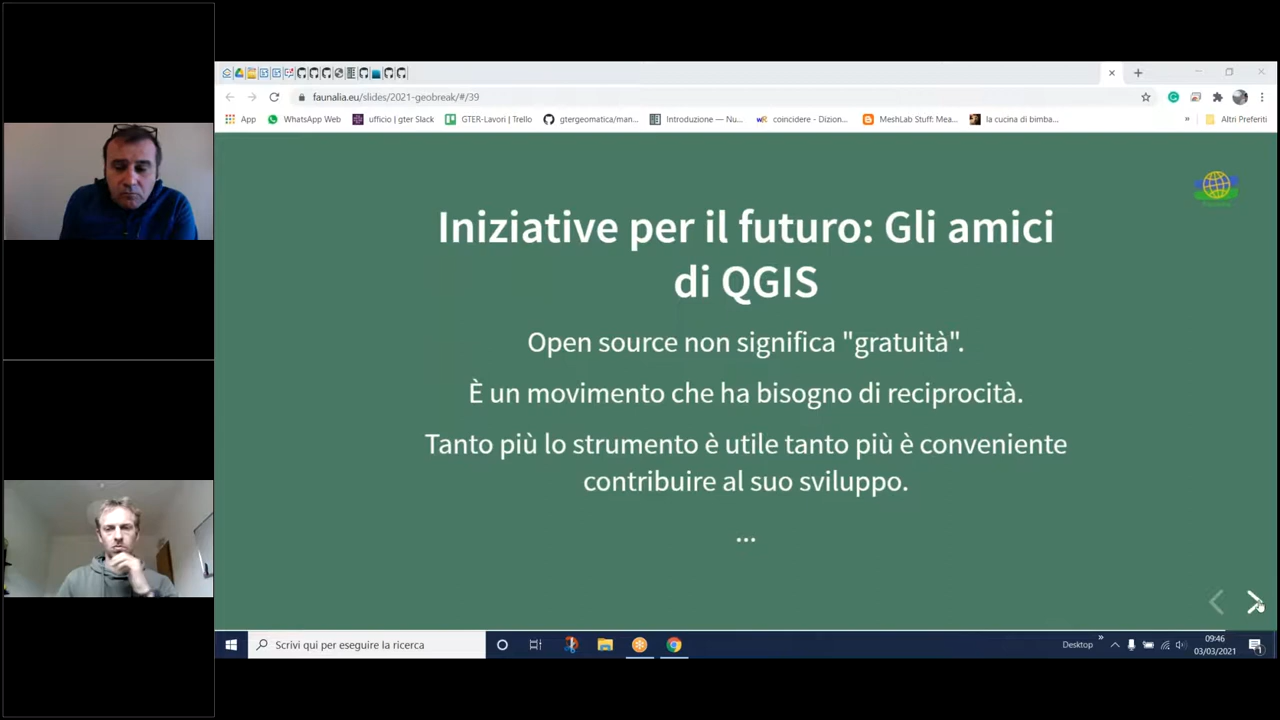 faunalia.eu/slides/2021-geobreak/#/39
App
WhatsApp Web
ufficio | gter Slack
GTER-Lavori | Trello
gtergeomatica/man...
Introduzione — Nu...
coincidere - Dizion...
MeshLab Stuff: Mea...
la cucina di bimba...
»
Altri Preferiti
Iniziative per il futuro: Gli amici
di QGIS
Open source non significa "gratuità".
È un movimento che ha bisogno di reciprocità.
Tanto più lo strumento è utile tanto più è conveniente
contribuire al suo sviluppo.
...
Scrivi qui per eseguire la ricerca
Desktop
»
09:46
03/03/2021
1